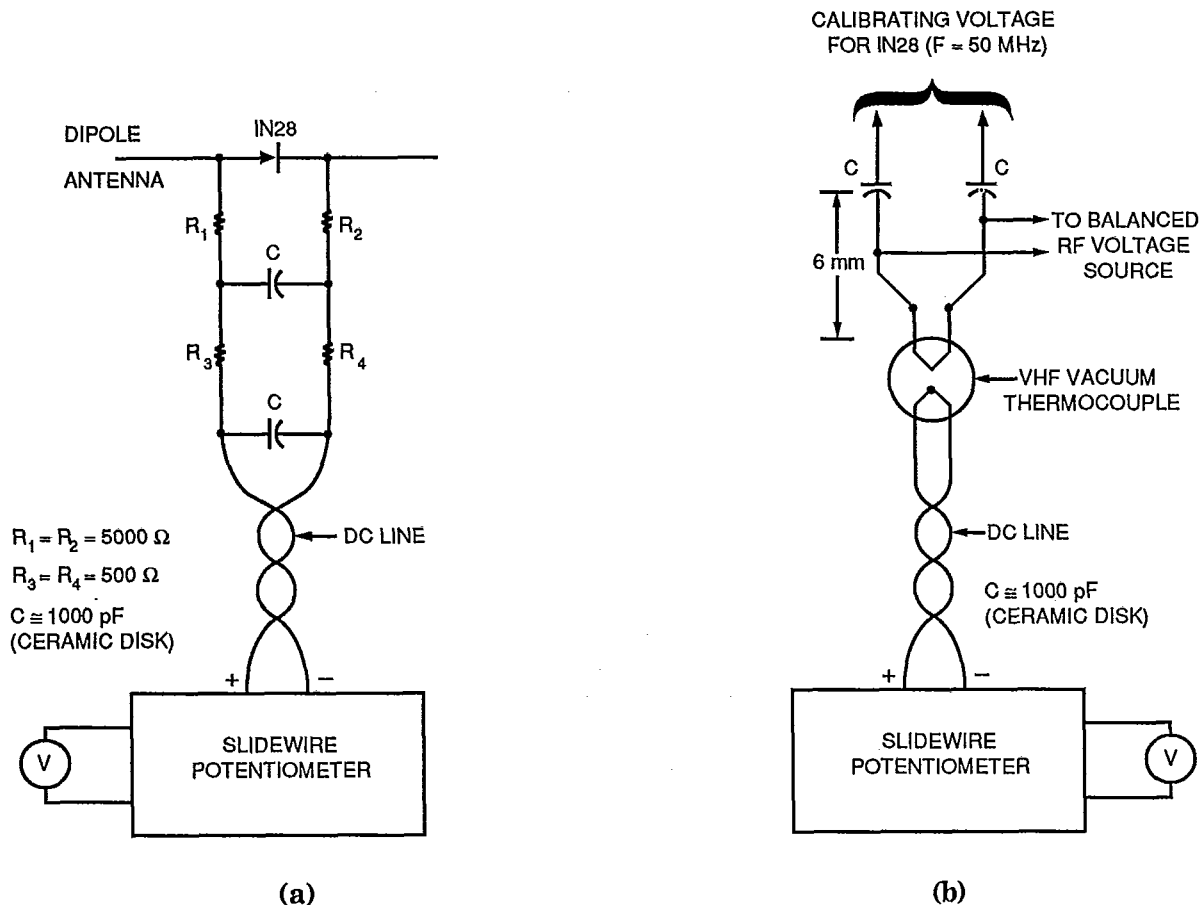 DIPOLE
ANTENNA
IN28
R1
R2
C
R3
R4
C
DC LINE
R1 = R2 = 5000 Ω
R3 = R4 = 500 Ω
C ≅ 1000 pF
(CERAMIC DISK)
+ −
V
SLIDEWIRE
POTENTIOMETER
(a)
CALIBRATING VOLTAGE
FOR IN28 (F = 50 MHz)
C
C
TO BALANCED
RF VOLTAGE
SOURCE
6 mm
VHF VACUUM
THERMOCOUPLE
DC LINE
C ≅ 1000 pF
(CERAMIC DISK)
+ −
SLIDEWIRE
POTENTIOMETER
V
(b)